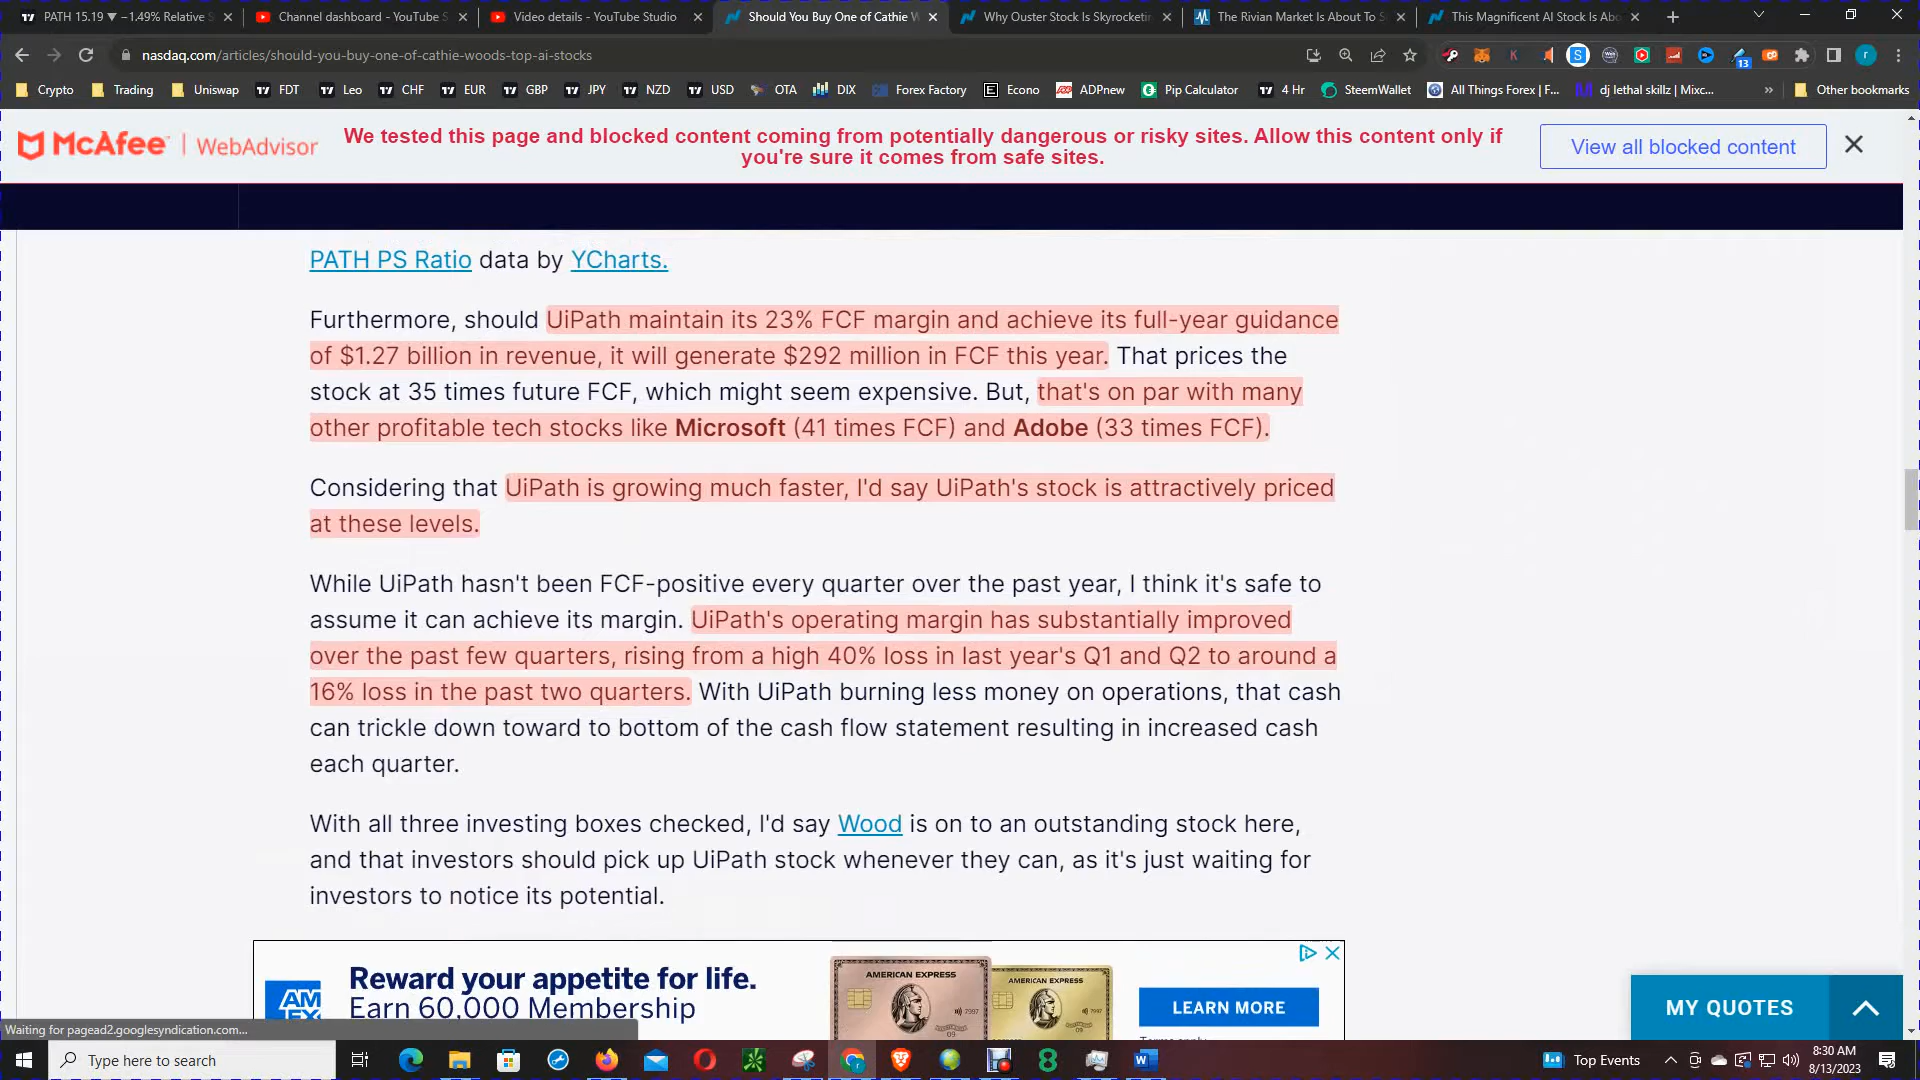 PATH 15.19 ▼ −1.49% Relative S
Channel dashboard - YouTube S
Video details - YouTube Studio
Should You Buy One of Cathie W
Why Ouster Stock Is Skyrocketin
The Rivian Market Is About To S
This Magnificent AI Stock Is Abo
nasdaq.com/articles/should-you-buy-one-of-cathie-woods-top-ai-stocks
13
Crypto Trading Uniswap FDT Leo CHF EUR GBP JPY NZD USD OTA DIX Forex Factory Econo ADPnew Pip Calculator 4 Hr SteemWallet All Things Forex | F... dj lethal skillz | Mixc... » Other bookmarks
McAfee | WebAdvisor
We tested this page and blocked content coming from potentially dangerous or risky sites. Allow this content only if
you're sure it comes from safe sites.
View all blocked content
PATH PS Ratio data by YCharts.
Furthermore, should UiPath maintain its 23% FCF margin and achieve its full-year guidance
of $1.27 billion in revenue, it will generate $292 million in FCF this year. That prices the
stock at 35 times future FCF, which might seem expensive. But, that's on par with many
other profitable tech stocks like Microsoft (41 times FCF) and Adobe (33 times FCF).
Considering that UiPath is growing much faster, I'd say UiPath's stock is attractively priced
at these levels.
While UiPath hasn't been FCF-positive every quarter over the past year, I think it's safe to
assume it can achieve its margin. UiPath's operating margin has substantially improved
over the past few quarters, rising from a high 40% loss in last year's Q1 and Q2 to around a
16% loss in the past two quarters. With UiPath burning less money on operations, that cash
can trickle down toward to bottom of the cash flow statement resulting in increased cash
each quarter.
With all three investing boxes checked, I'd say Wood is on to an outstanding stock here,
and that investors should pick up UiPath stock whenever they can, as it's just waiting for
investors to notice its potential.
AM
Reward your appetite for life.
Earn 60,000 Membership
AMERICAN EXPRESS
AMERICAN EXPRESS
LEARN MORE
MY QUOTES
Waiting for pagead2.googlesyndication.com...
Type here to search
Top Events
8:30 AM
8/13/2023